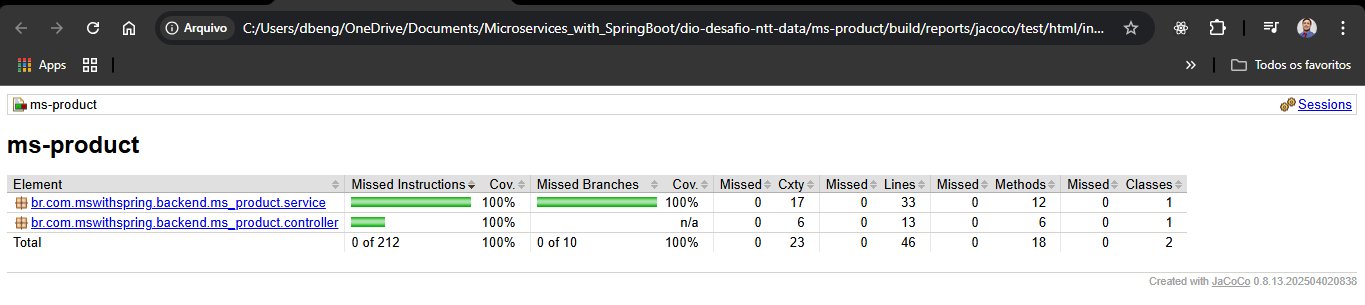 Arquivo C:/Users/dbeng/OneDrive/Documents/Microservices_with_SpringBoot/dio-desafio-ntt-data/ms-product/build/reports/jacoco/test/html/in...
Apps » Todos os favoritos
ms-product Sessions
ms-product
Element Missed Instructions Cov. Missed Branches Cov. Missed Cxty Missed Lines Missed Methods Missed Classes
br.com.mswithspring.backend.ms_product.service 100% 100% 0 17 0 33 0 12 0 1
br.com.mswithspring.backend.ms_product.controller 100% n/a 0 6 0 13 0 6 0 1
Total 0 of 212 100% 0 of 10 100% 0 23 0 46 0 18 0 2
Created with JaCoCo 0.8.13.202504020838